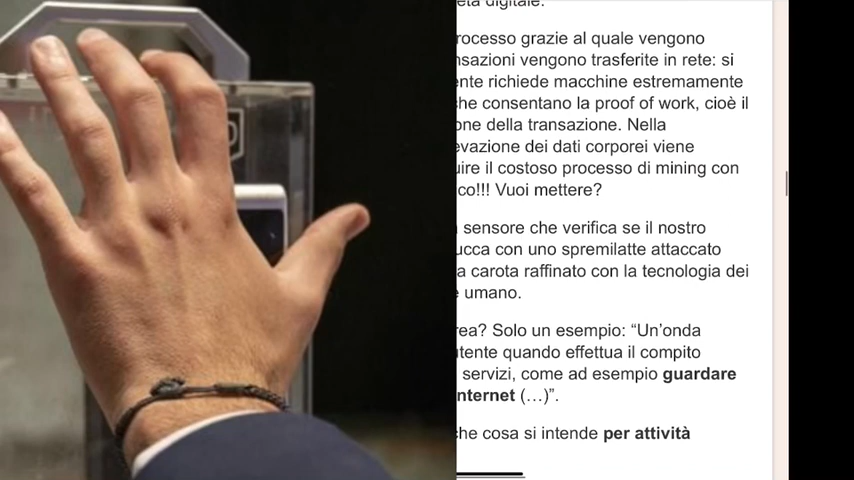 età digitale.
rocesso grazie al quale vengono
nsazioni vengono trasferite in rete: si
ente richiede macchine estremamente
che consentano la proof of work, cioè il
one della transazione. Nella
evazione dei dati corporei viene
uire il costoso processo di mining con
co!!! Vuoi mettere?
sensore che verifica se il nostro
ucca con uno spremilatte attaccato
a carota raffinato con la tecnologia dei
e umano.
rea? Solo un esempio: “Un’onda
utente quando effettua il compito
servizi, come ad esempio guardare
nternet (…)”.
che cosa si intende per attività